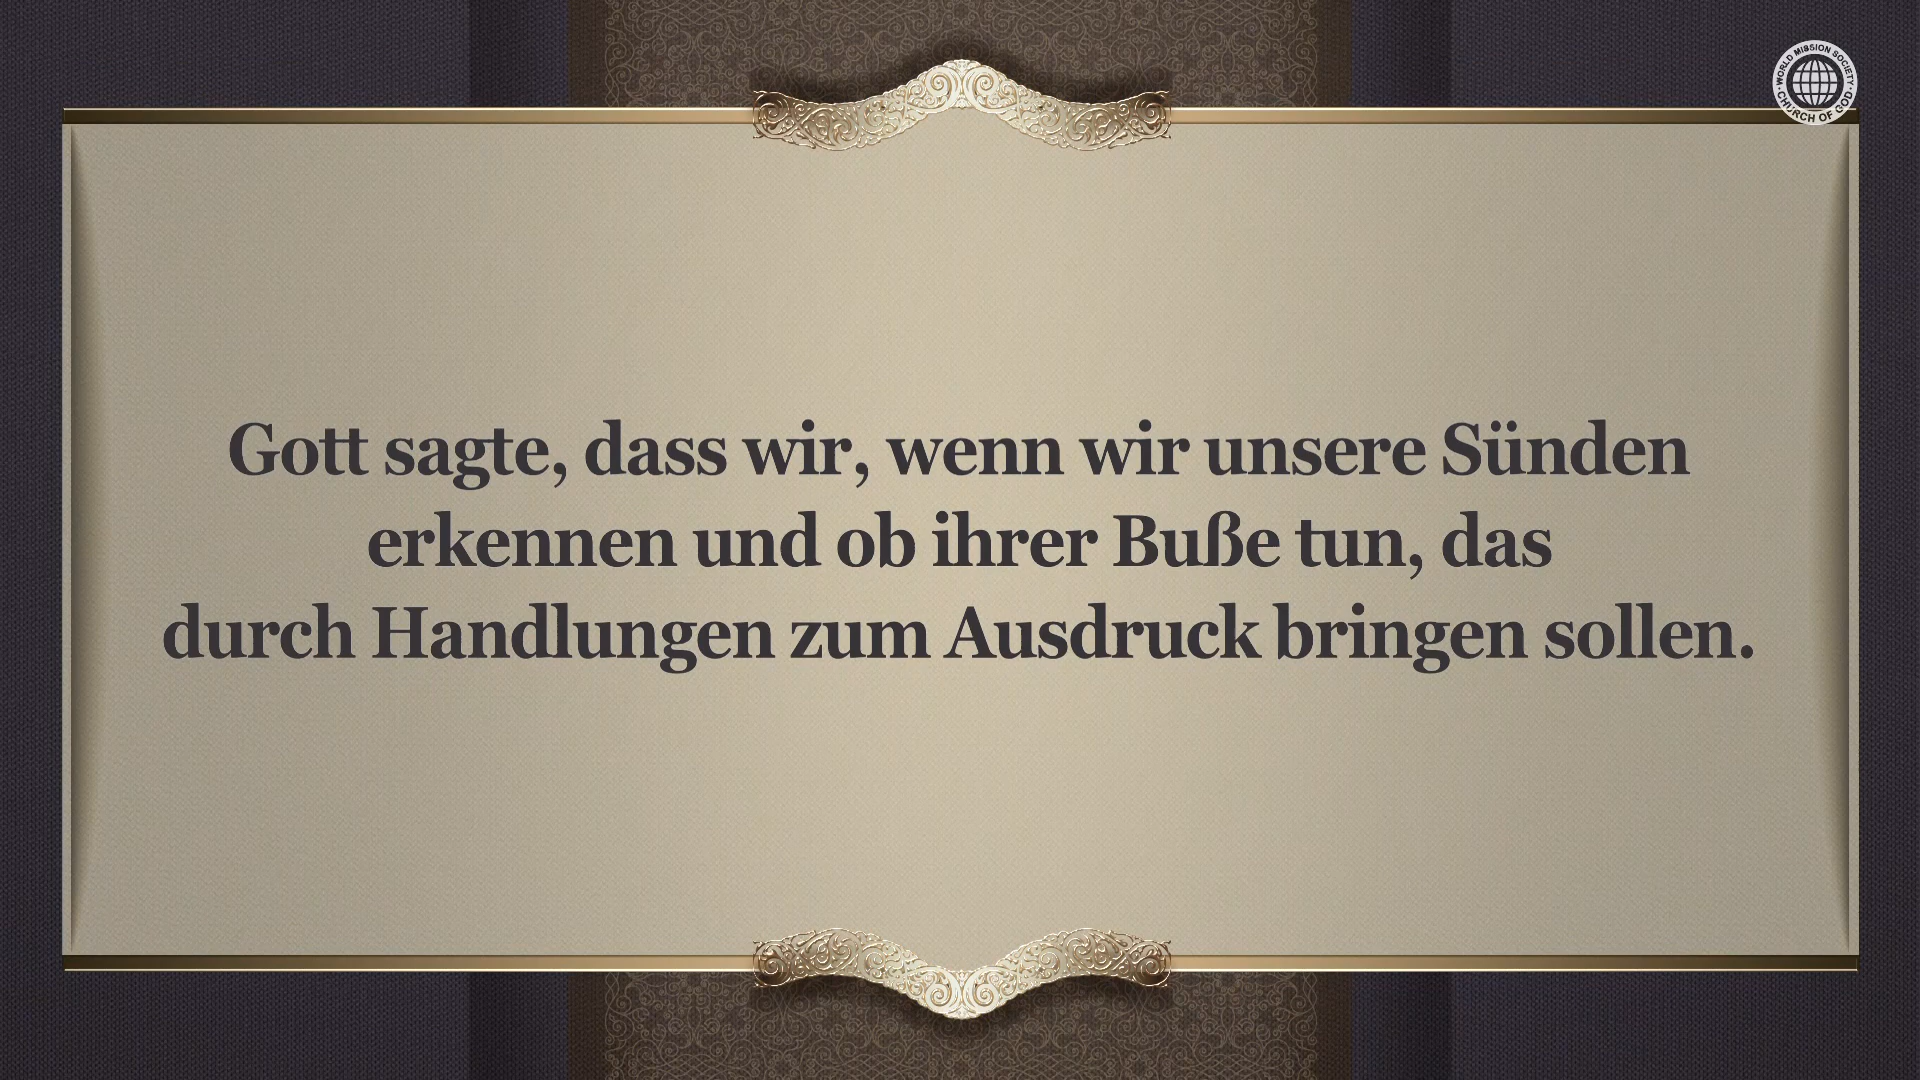 WORLD MISSION SOCIETY
CHURCH OF GOD
Gott sagte, dass wir, wenn wir unsere Sünden
erkennen und ob ihrer Buße tun, das
durch Handlungen zum Ausdruck bringen sollen.